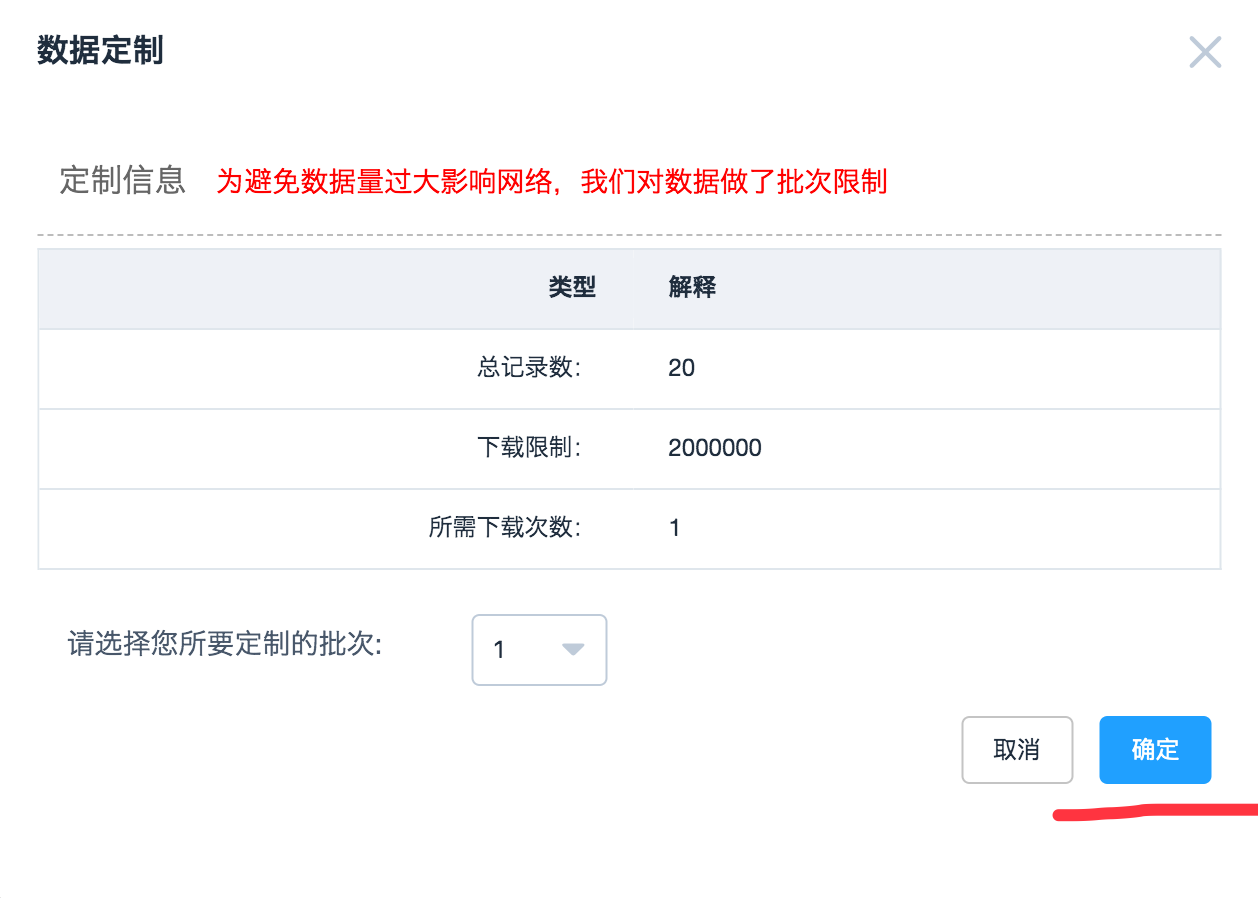 数据定制
定制信息 为避免数据量过大影响网络，我们对数据做了批次限制
类型 解释
总记录数: 20
下载限制: 2000000
所需下载次数: 1
请选择您所要定制的批次: 1
取消 确定